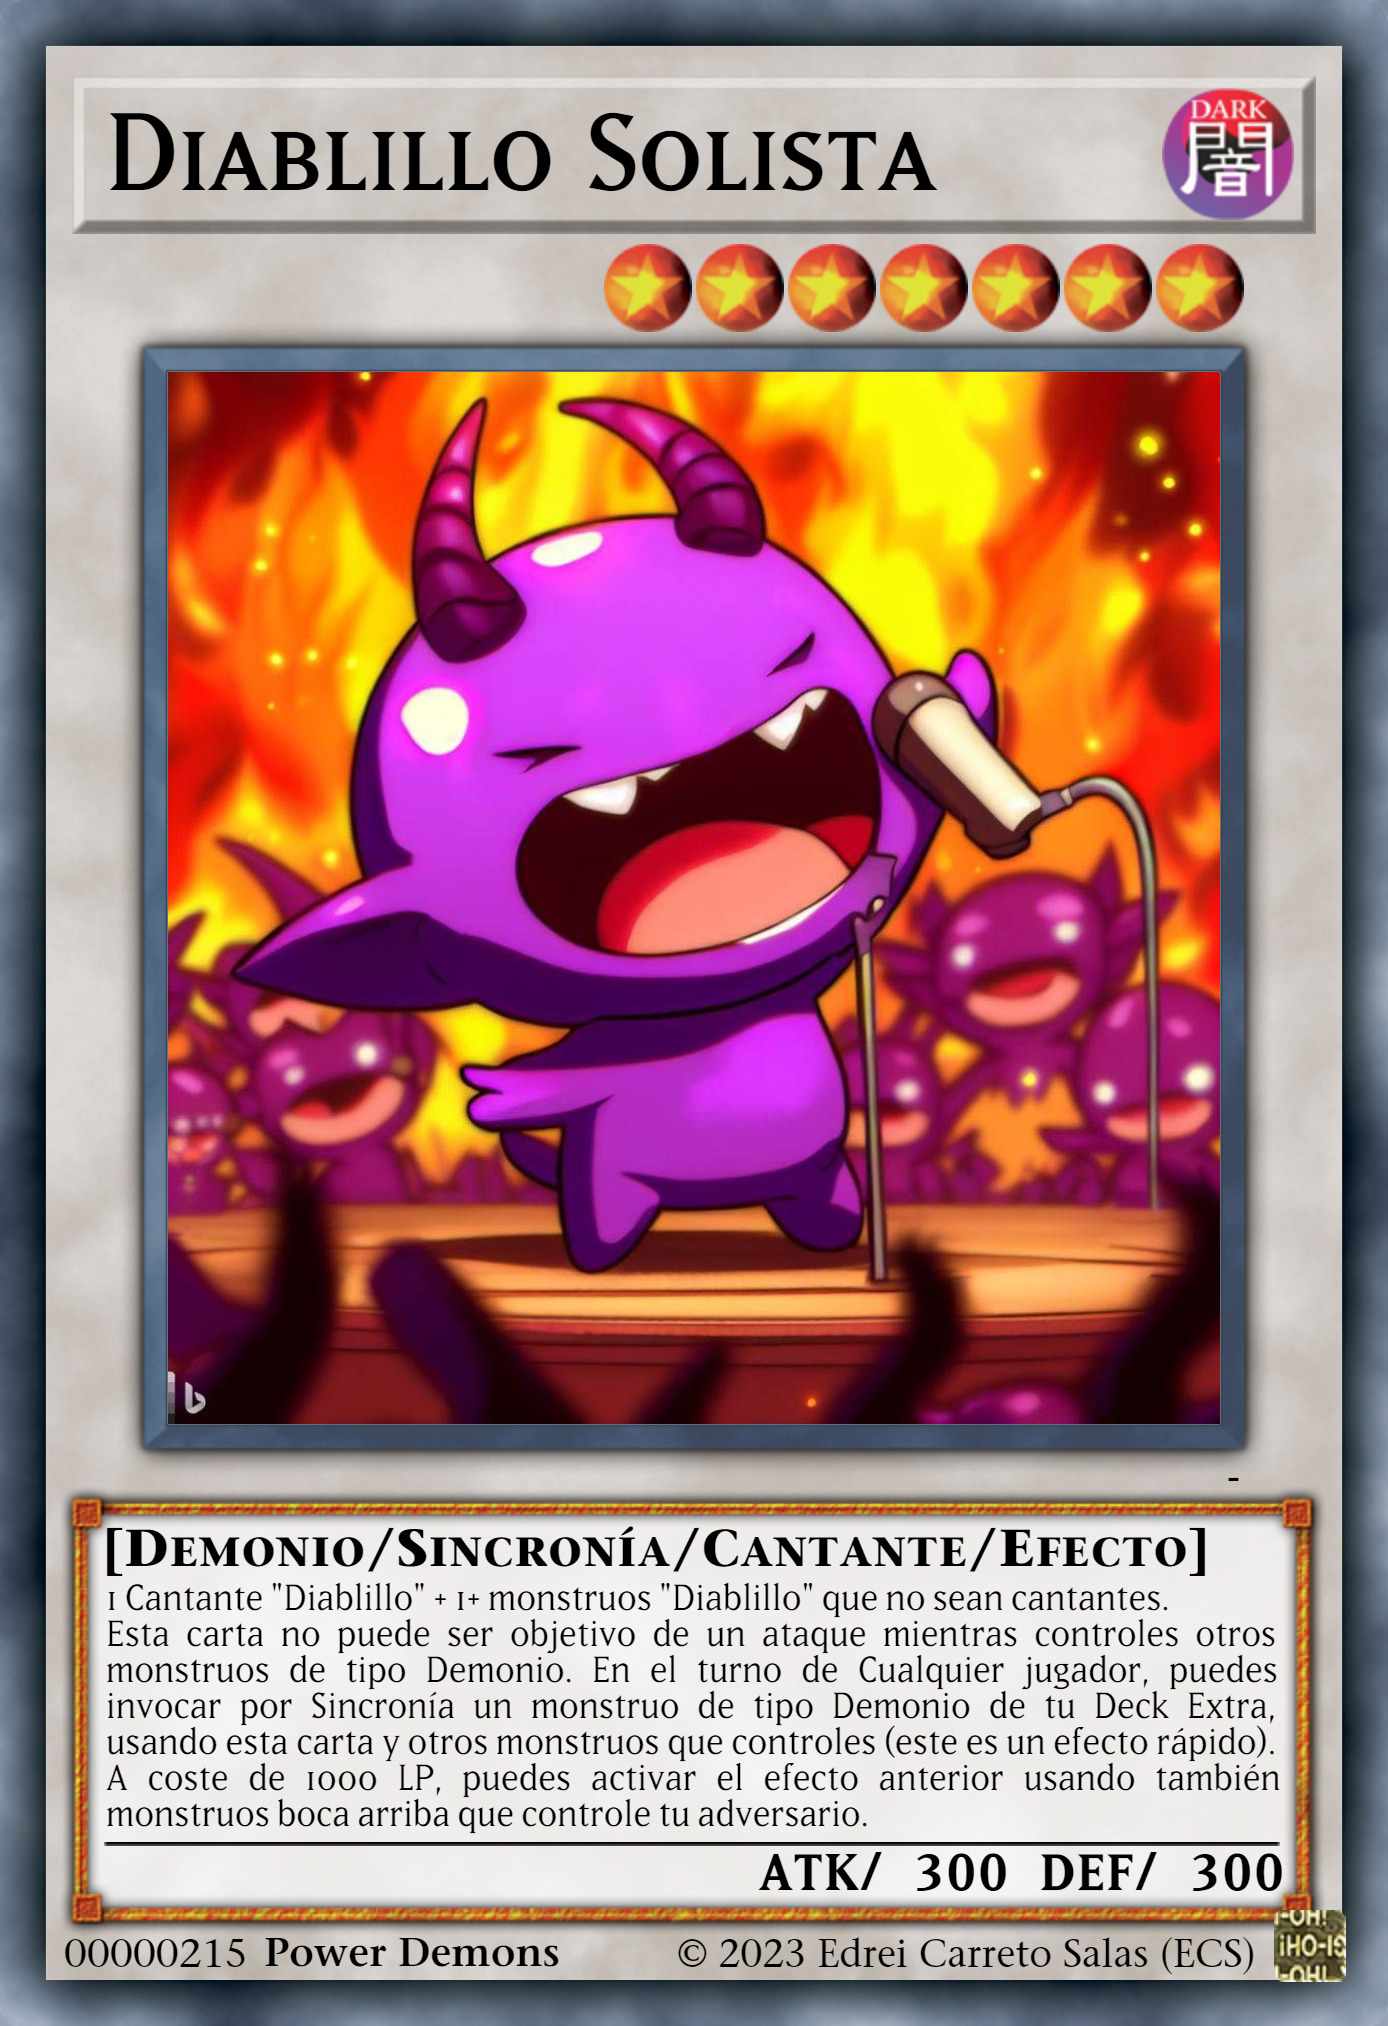 Diablillo Solista
DARK
闇
-
[Demonio/Sincronía/Cantante/Efecto]
1 Cantante "Diablillo" + 1+ monstruos "Diablillo" que no sean cantantes.
Esta carta no puede ser objetivo de un ataque mientras controles otros
monstruos de tipo Demonio. En el turno de Cualquier jugador, puedes
invocar por Sincronía un monstruo de tipo Demonio de tu Deck Extra,
usando esta carta y otros monstruos que controles (este es un efecto rápido).
A coste de 1000 LP, puedes activar el efecto anterior usando también
monstruos boca arriba que controle tu adversario.
ATK/ 300 DEF/ 300
00000215 Power Demons © 2023 Edrei Carreto Salas (ECS)